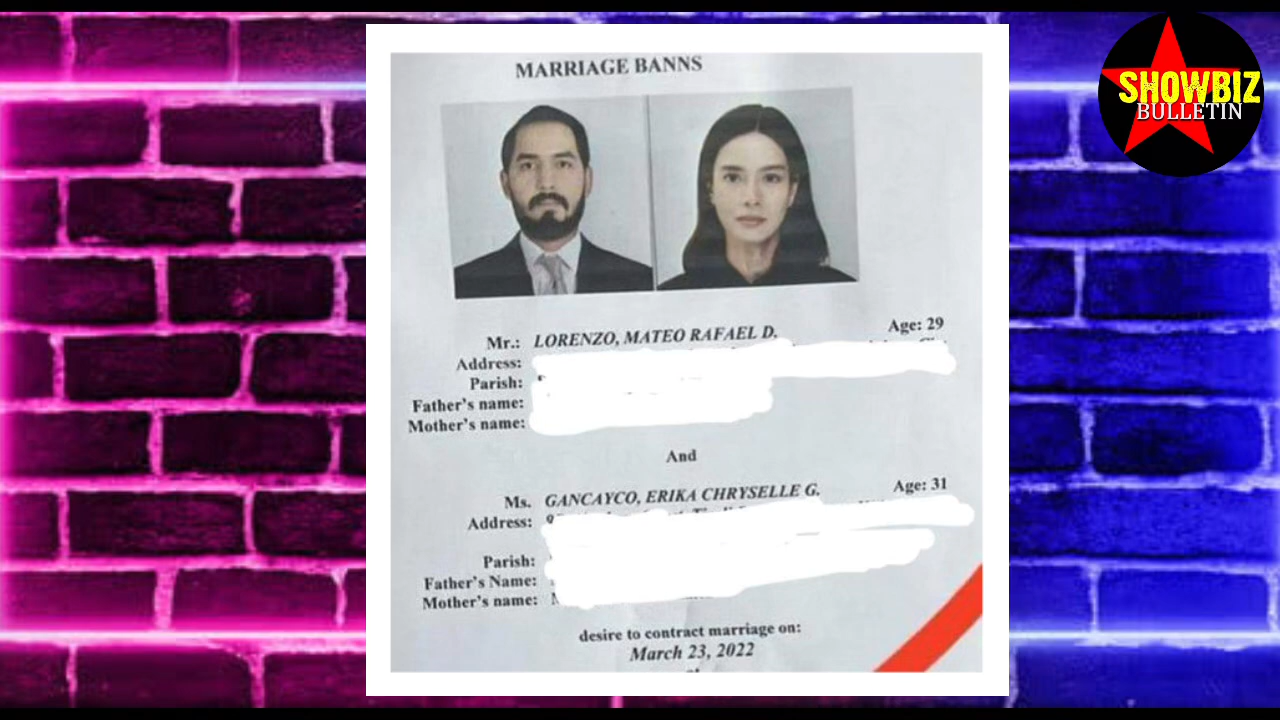 SHOWBIZ
BULLETIN
MARRIAGE BANNS
Mr.: LORENZO, MATEO RAFAEL D. Age: 29
Address:
Parish:
Father's name:
Mother's name:
And
Ms. GANCAYCO, ERIKA CHRYSELLE G. Age: 31
Address:
Parish:
Father's Name:
Mother's name:
desire to contract marriage on:
March 23, 2022